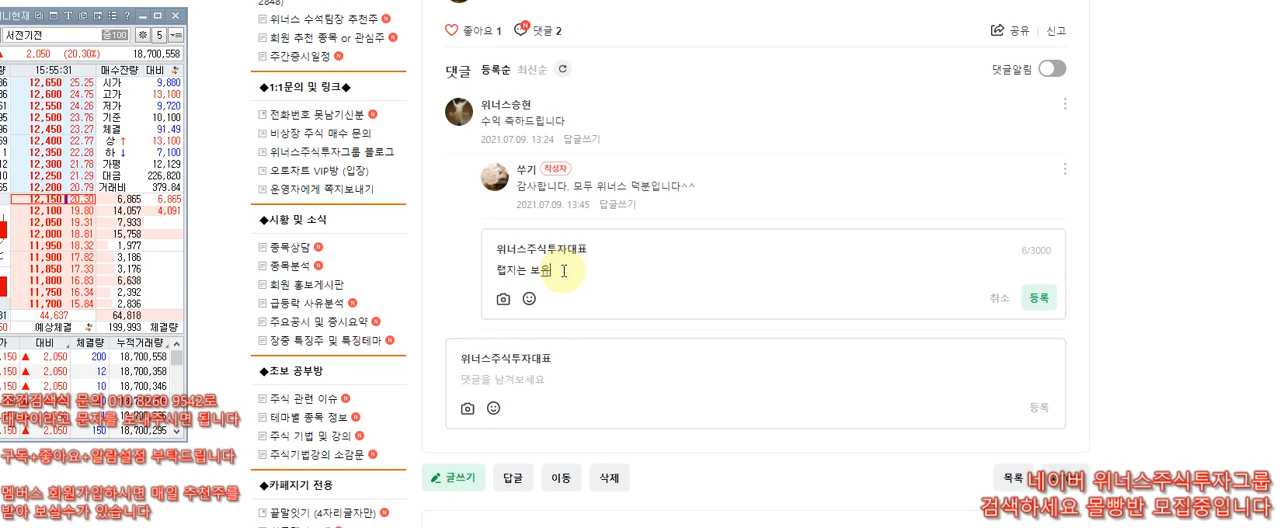 니현재
서전기전
증100
5
2,050 (20.30%) 18,700,558
15:55:31 매수잔량 대비
12,650 25.25 시가 9,880
12,600 24.75 고가 13,100
12,550 24.26 저가 9,720
12,500 23.76 기준 10,100
12,450 23.27 체결 91.49
12,400 22.77 상 ↑ 13,100
12,350 22.28 하 ↓ 7,100
12,300 21.78 가평 12,129
12,250 21.29 대금 226,820
12,200 20.79 거래비 379.84
12,150 20.30 6,865 6,865
12,100 19.80 14,057 4,091
12,050 19.31 7,933
12,000 18.81 15,758
11,950 18.32 1,977
11,900 17.82 3,186
11,850 17.33 3,176
11,800 16.83 6,638
11,750 16.34 2,392
11,700 15.84 2,836
44,637 64,818
예상체결 199,993 체결량
가 대비 체결량 누적거래량
,150 ▲ 2,050 200 18,700,558
,150 ▲ 2,050 12 18,700,358
,150 ▲ 2,050 10 18,700,346
,150 ▲ 2,050 150 18,700,295
조건검색식 문의 010 8260 9542로
대박이라고 문자를 보내주시면 됩니다
구독+좋아요+알람설정 부탁드립니다
멤버스 회원가입하시면 매일 추천주를
받아 보실수가 있습니다
2848)
위너스 수석팀장 추천주 N
회원 추천 종목 or 관심주 N
주간증시일정 N
◆1:1문의 및 링크◆
전화번호 못남기신분 N
비상장 주식 매수 문의
위너스주식투자그룹 블로그
오토차트 VIP방 (입장)
운영자에게 쪽지보내기
◆시황 및 소식
종목상담 N
종목분석 N
회원 홍보게시판
급등락 사유분석 N
주요공시 및 증시요약 N
장중 특징주 및 특징테마 N
◆초보 공부방
주식 관련 이슈 N
테마별 종목 정보 N
주식 기법 및 강의 N
주식기법강의 소감문 N
◆카페지기 전용
끝말잇기 (4자리글자만) N
좋아요 1 N 댓글 2
공유 신고
댓글 등록순 최신순
댓글알림
위너스승현
수익 축하드립니다
2021.07.09. 13:24 답글쓰기
쑤기 작성자
감사합니다. 모두 위너스 덕분입니다^^
2021.07.09. 13:45 답글쓰기
위너스주식투자대표
6/3000
랩지는 보유
취소 등록
위너스주식투자대표
댓글을 남겨보세요
등록
글쓰기 답글 이동 삭제
목록
네이버 위너스주식투자그룹
검색하세요 몰빵반 모집중입니다